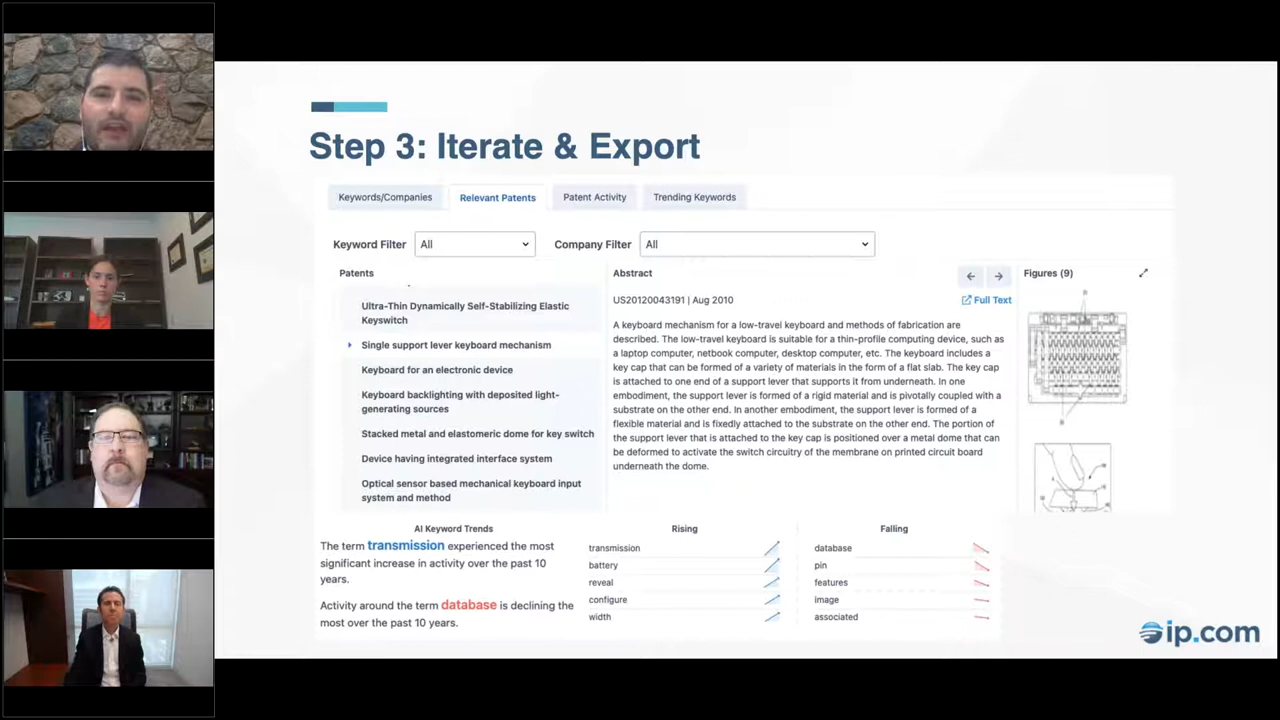 Step 3: Iterate & Export
Keywords/Companies
Relevant Patents
Patent Activity
Trending Keywords
Keyword Filter
All
Company Filter
All
Patents
Ultra-Thin Dynamically Self-Stabilizing Elastic
Keyswitch
Single support lever keyboard mechanism
Keyboard for an electronic device
Keyboard backlighting with deposited light-
generating sources
Stacked metal and elastomeric dome for key switch
Device having integrated interface system
Optical sensor based mechanical keyboard input
system and method
Abstract
US20120043191 | Aug 2010
Full Text
A keyboard mechanism for a low-travel keyboard and methods of fabrication are
described. The low-travel keyboard is suitable for a thin-profile computing device, such as
a laptop computer, netbook computer, desktop computer, etc. The keyboard includes a
key cap that can be formed of a variety of materials in the form of a flat slab. The key cap
is attached to one end of a support lever that supports it from underneath. In one
embodiment, the support lever is formed of a rigid material and is pivotally coupled with a
substrate on the other end. In another embodiment, the support lever is formed of a
flexible material and is fixedly attached to the substrate on the other end. The portion of
the support lever that is attached to the key cap is positioned over a metal dome that can
be deformed to activate the switch circuitry of the membrane on printed circuit board
underneath the dome.
Figures (9)
AI Keyword Trends
The term transmission experienced the most
significant increase in activity over the past 10
years.
Activity around the term database is declining the
most over the past 10 years.
Rising
transmission
battery
reveal
configure
width
Falling
database
pin
features
image
associated
ip.com